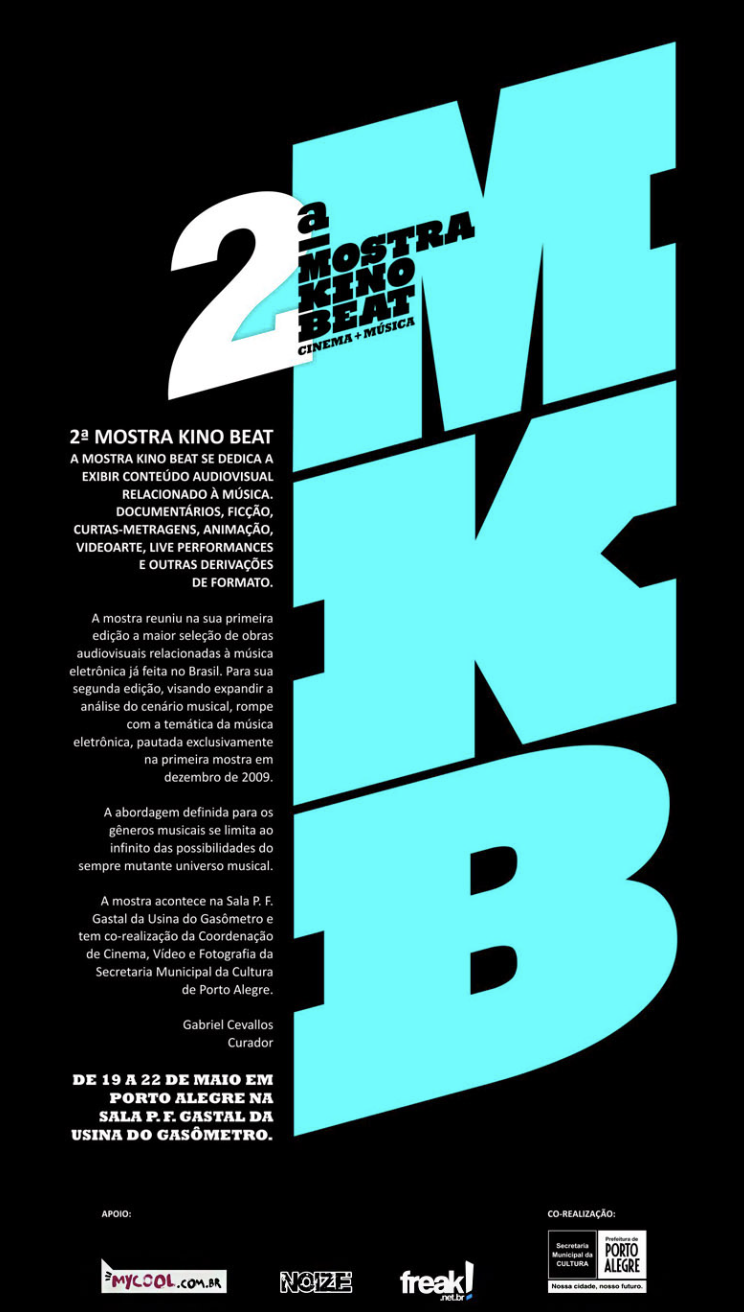 M
K
B
2ª
MOSTRA
KINO
BEAT
CINEMA + MÚSICA
2ª MOSTRA KINO BEAT
A MOSTRA KINO BEAT SE DEDICA A
EXIBIR CONTEÚDO AUDIOVISUAL
RELACIONADO À MÚSICA.
DOCUMENTÁRIOS, FICÇÃO,
CURTAS-METRAGENS, ANIMAÇÃO,
VIDEOARTE, LIVE PERFORMANCES
E OUTRAS DERIVAÇÕES
DE FORMATO.
A mostra reuniu na sua primeira
edição a maior seleção de obras
audiovisuais relacionadas à música
eletrônica já feita no Brasil. Para sua
segunda edição, visando expandir a
análise do cenário musical, rompe
com a temática da música
eletrônica, pautada exclusivamente
na primeira mostra em
dezembro de 2009.
A abordagem definida para os
gêneros musicais se limita ao
infinito das possibilidades do
sempre mutante universo musical.
A mostra acontece na Sala P. F.
Gastal da Usina do Gasômetro e
tem co-realização da Coordenação
de Cinema, Vídeo e Fotografia da
Secretaria Municipal da Cultura
de Porto Alegre.
Gabriel Cevallos
Curador
DE 19 A 22 DE MAIO EM
PORTO ALEGRE NA
SALA P. F. GASTAL DA
USINA DO GASÔMETRO.
APOIO:
MYCOOL.COM.BR
NOIZE
freak!
.net.br
CO-REALIZAÇÃO:
Secretaria
Municipal da
CULTURA
Prefeitura de
PORTO
ALEGRE
Nossa cidade, nosso futuro.